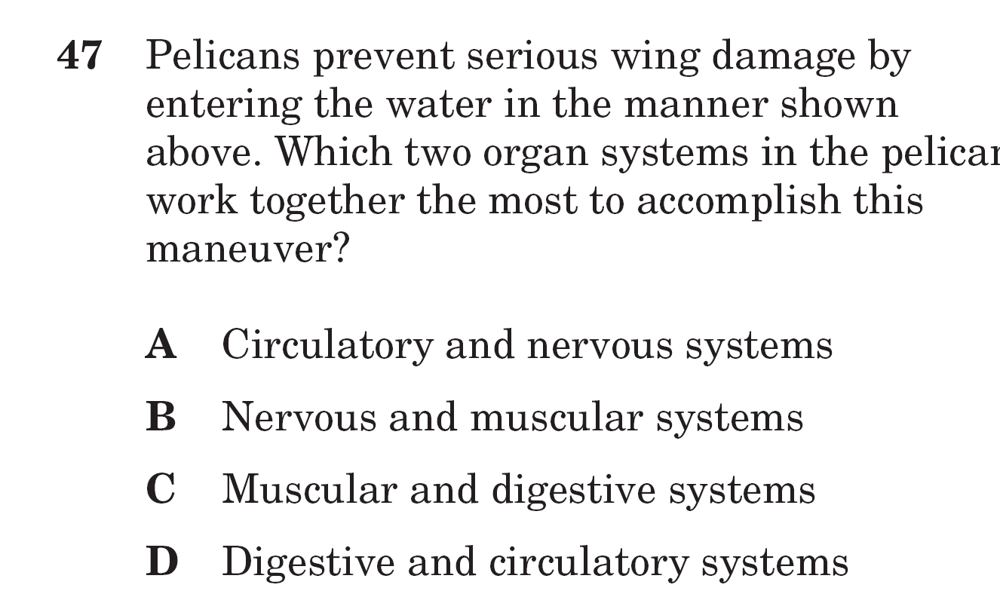 47 Pelicans prevent serious wing damage by
entering the water in the manner shown
above. Which two organ systems in the pelican
work together the most to accomplish this
maneuver?
A Circulatory and nervous systems
B Nervous and muscular systems
C Muscular and digestive systems
D Digestive and circulatory systems